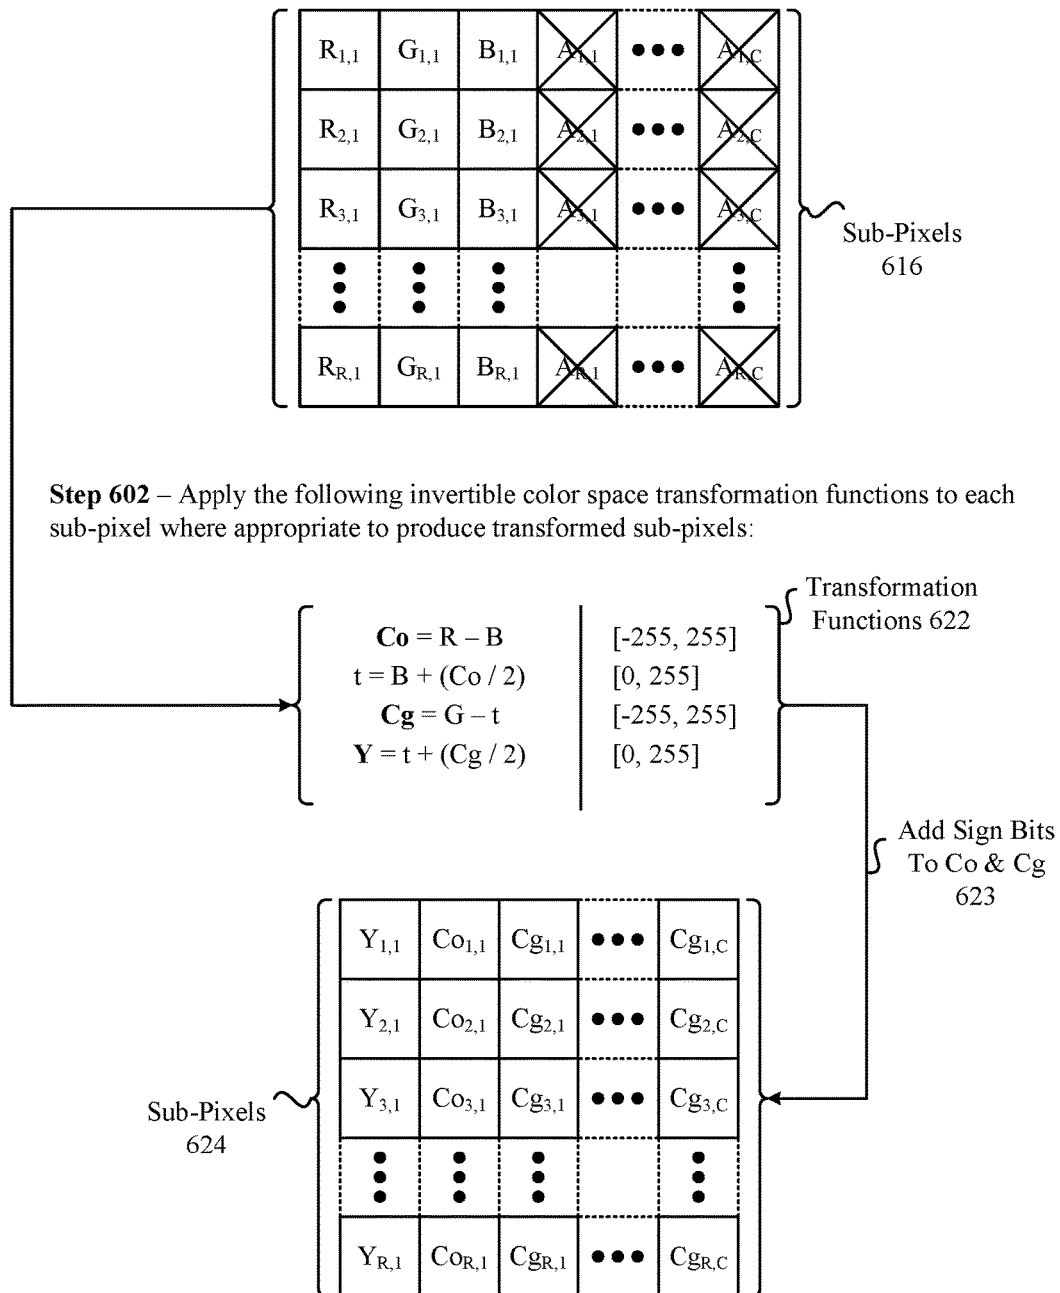 R1,1 G1,1 B1,1 A1,1 ●●● A1,C
R2,1 G2,1 B2,1 A2,1 ●●● A2,C
R3,1 G3,1 B3,1 A3,1 ●●● A3,C
RR,1 GR,1 BR,1 AR,1 ●●● AR,C
Sub-Pixels
616
Step 602 – Apply the following invertible color space transformation functions to each
sub-pixel where appropriate to produce transformed sub-pixels:
Transformation
Functions 622
Co = R – B [-255, 255]
t = B + (Co / 2) [0, 255]
Cg = G – t [-255, 255]
Y = t + (Cg / 2) [0, 255]
Add Sign Bits
To Co & Cg
623
Y1,1 Co1,1 Cg1,1 ●●● Cg1,C
Y2,1 Co2,1 Cg2,1 ●●● Cg2,C
Y3,1 Co3,1 Cg3,1 ●●● Cg3,C
YR,1 CoR,1 CgR,1 ●●● CgR,C
Sub-Pixels
624